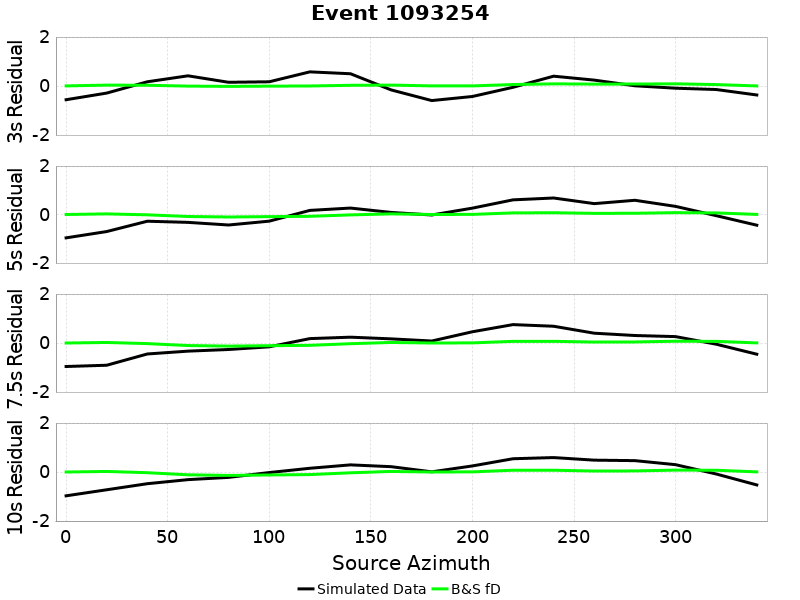 Event 1093254
3s Residual
2
0
-2
5s Residual
2
0
-2
7.5s Residual
2
0
-2
10s Residual
2
0
-2
0 50 100 150 200 250 300
Source Azimuth
Simulated Data B&S fD